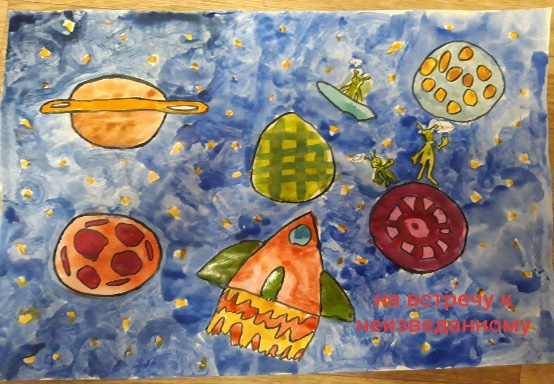 на встречу к
неизведанному